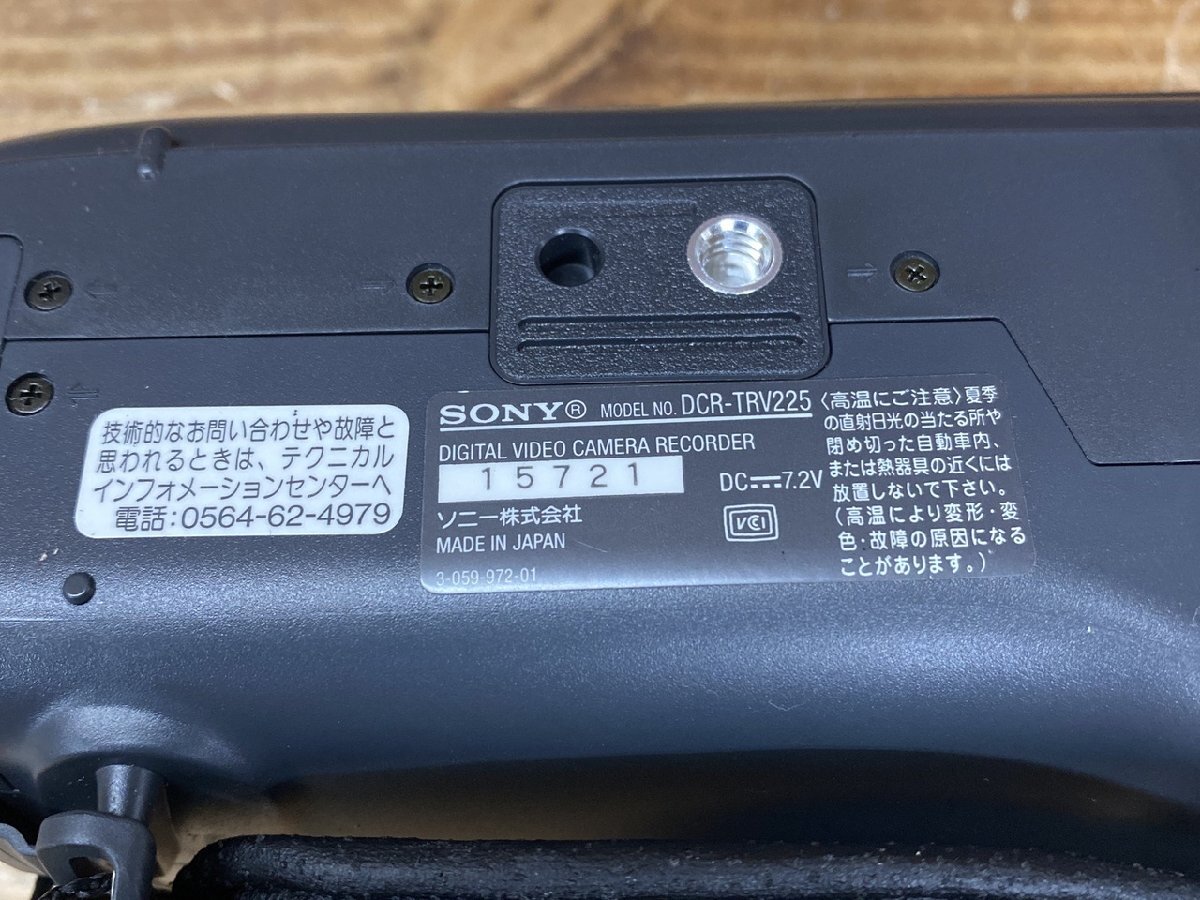 技術的なお問い合わせや故障と
思われるときは、テクニカル
インフォメーションセンターへ
電話:0564-62-4979
SONY® MODEL NO. DCR-TRV225
DIGITAL VIDEO CAMERA RECORDER
15721
DC 7.2V
ソニー株式会社
VCCI
MADE IN JAPAN
3-059-972-01
〈高温にご注意〉夏季
の直射日光の当たる所や
閉め切った自動車内、
または熱器具の近くには
放置しないで下さい。
(高温により変形・変
色・故障の原因になる
ことがあります。)